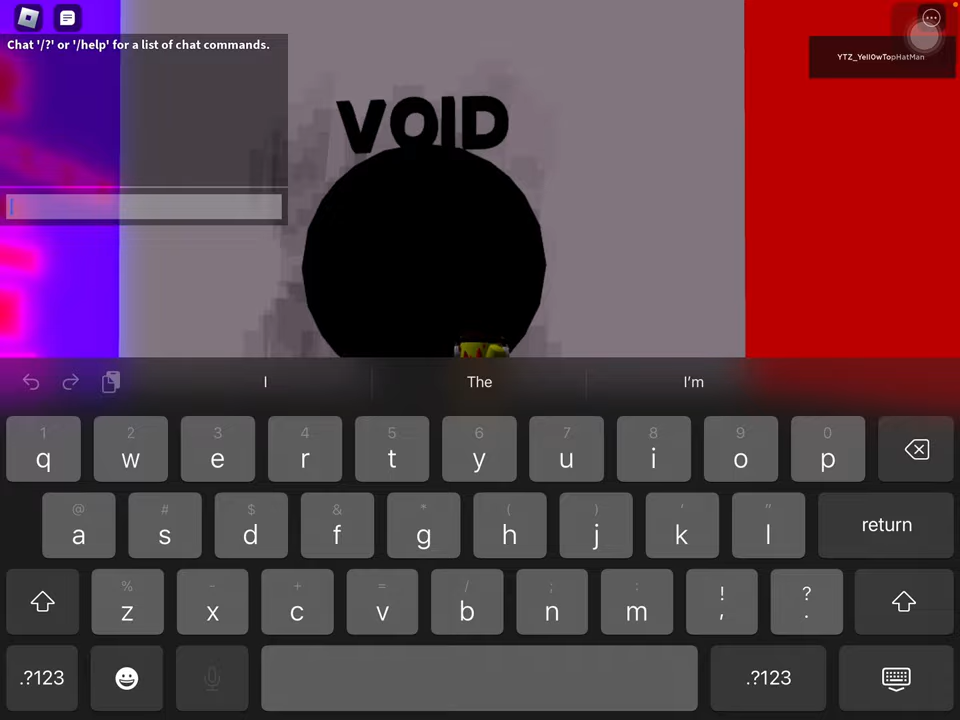 Chat '/?' or '/help' for a list of chat commands.
YTZ_Yell0wTopHatMan
VOID
I The I'm
1 2 3 4 5 6 7 8 9 0
q w e r t y u i o p
@ # $ & * ( ) ' "
a s d f g h j k l return
% - + = / ; : ! ?
z x c v b n m , .
.?123 .?123